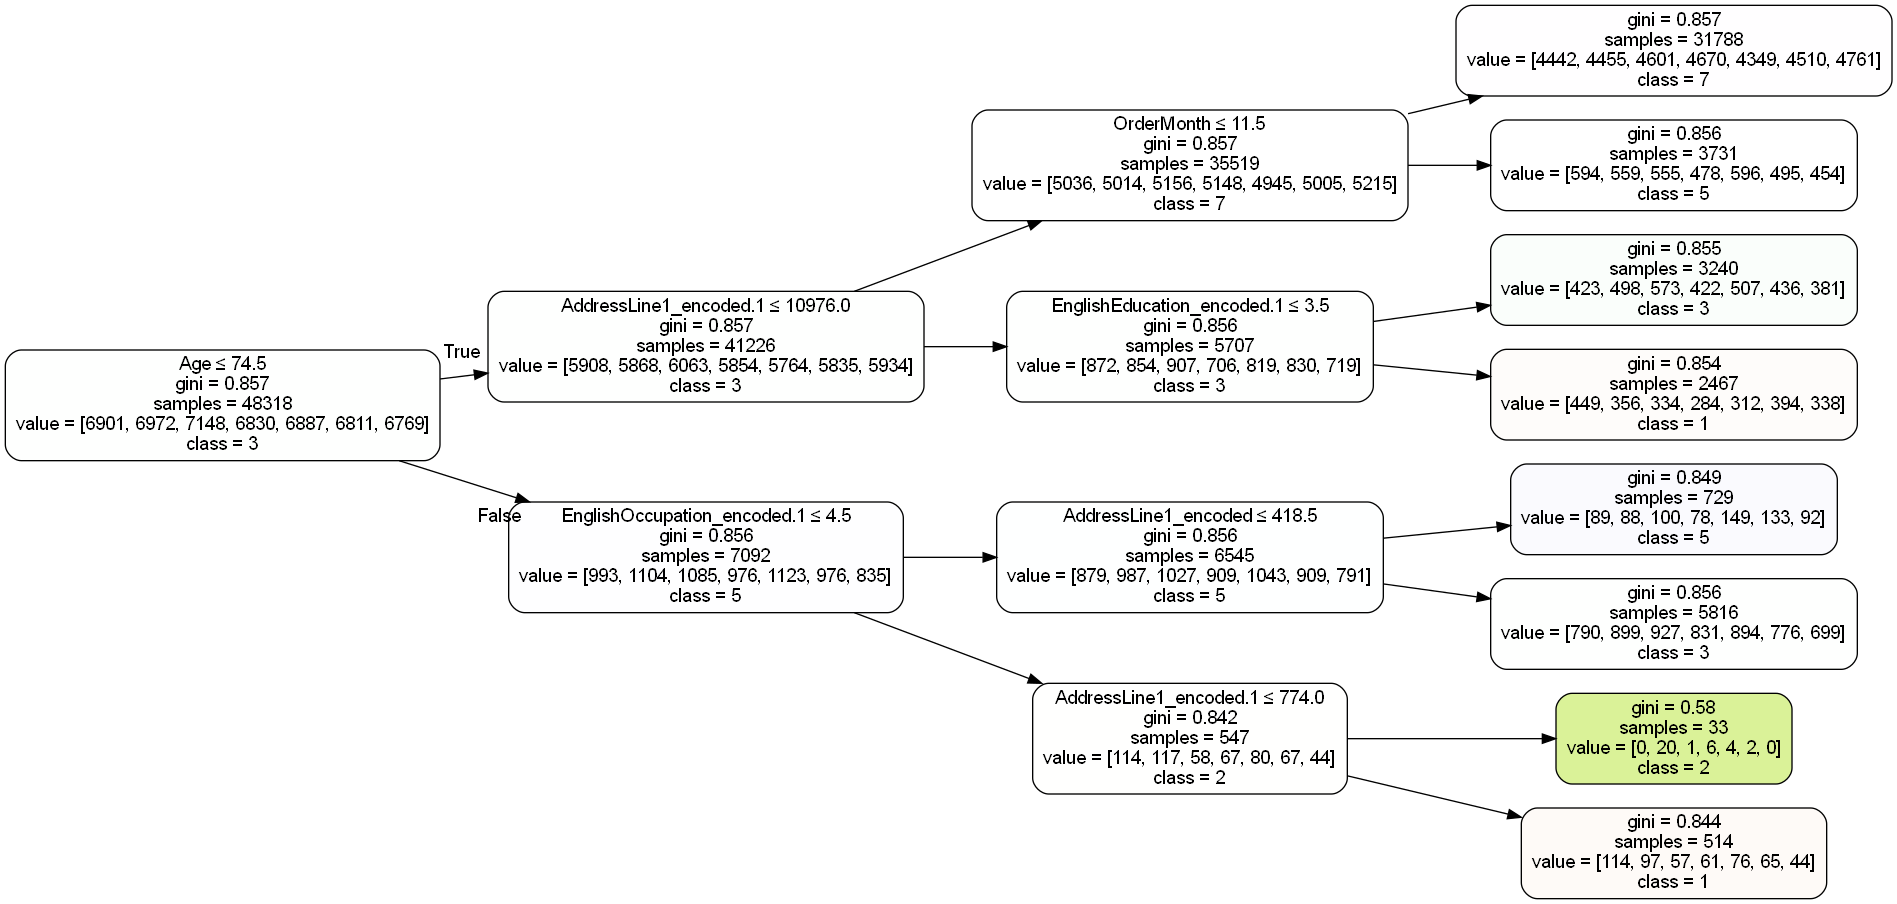 Age ≤ 74.5
gini = 0.857
samples = 48318
value = [6901, 6972, 7148, 6830, 6887, 6811, 6769]
class = 3
True
False
AddressLine1_encoded.1 ≤ 10976.0
gini = 0.857
samples = 41226
value = [5908, 5868, 6063, 5854, 5764, 5835, 5934]
class = 3
EnglishOccupation_encoded.1 ≤ 4.5
gini = 0.856
samples = 7092
value = [993, 1104, 1085, 976, 1123, 976, 835]
class = 5
OrderMonth ≤ 11.5
gini = 0.857
samples = 35519
value = [5036, 5014, 5156, 5148, 4945, 5005, 5215]
class = 7
EnglishEducation_encoded.1 ≤ 3.5
gini = 0.856
samples = 5707
value = [872, 854, 907, 706, 819, 830, 719]
class = 3
AddressLine1_encoded ≤ 418.5
gini = 0.856
samples = 6545
value = [879, 987, 1027, 909, 1043, 909, 791]
class = 5
AddressLine1_encoded.1 ≤ 774.0
gini = 0.842
samples = 547
value = [114, 117, 58, 67, 80, 67, 44]
class = 2
gini = 0.857
samples = 31788
value = [4442, 4455, 4601, 4670, 4349, 4510, 4761]
class = 7
gini = 0.856
samples = 3731
value = [594, 559, 555, 478, 596, 495, 454]
class = 5
gini = 0.855
samples = 3240
value = [423, 498, 573, 422, 507, 436, 381]
class = 3
gini = 0.854
samples = 2467
value = [449, 356, 334, 284, 312, 394, 338]
class = 1
gini = 0.849
samples = 729
value = [89, 88, 100, 78, 149, 133, 92]
class = 5
gini = 0.856
samples = 5816
value = [790, 899, 927, 831, 894, 776, 699]
class = 3
gini = 0.58
samples = 33
value = [0, 20, 1, 6, 4, 2, 0]
class = 2
gini = 0.844
samples = 514
value = [114, 97, 57, 61, 76, 65, 44]
class = 1